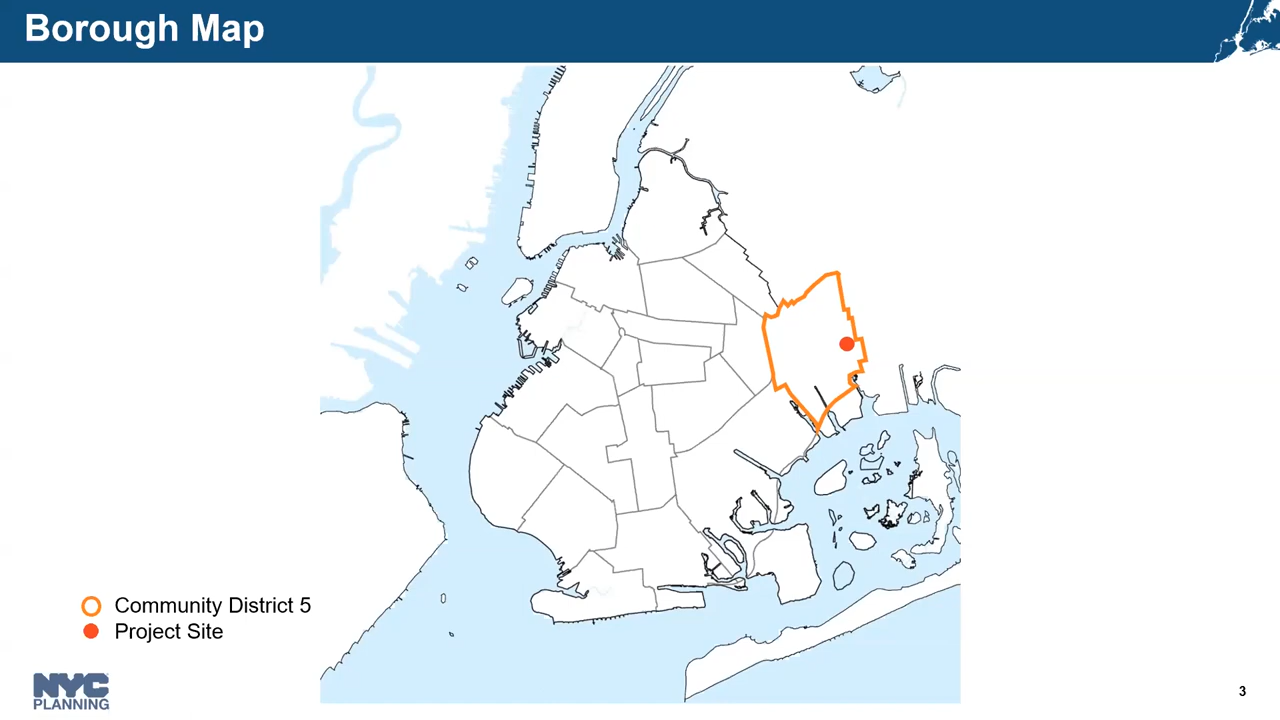 Borough Map
Community District 5
Project Site
NYC
PLANNING
3